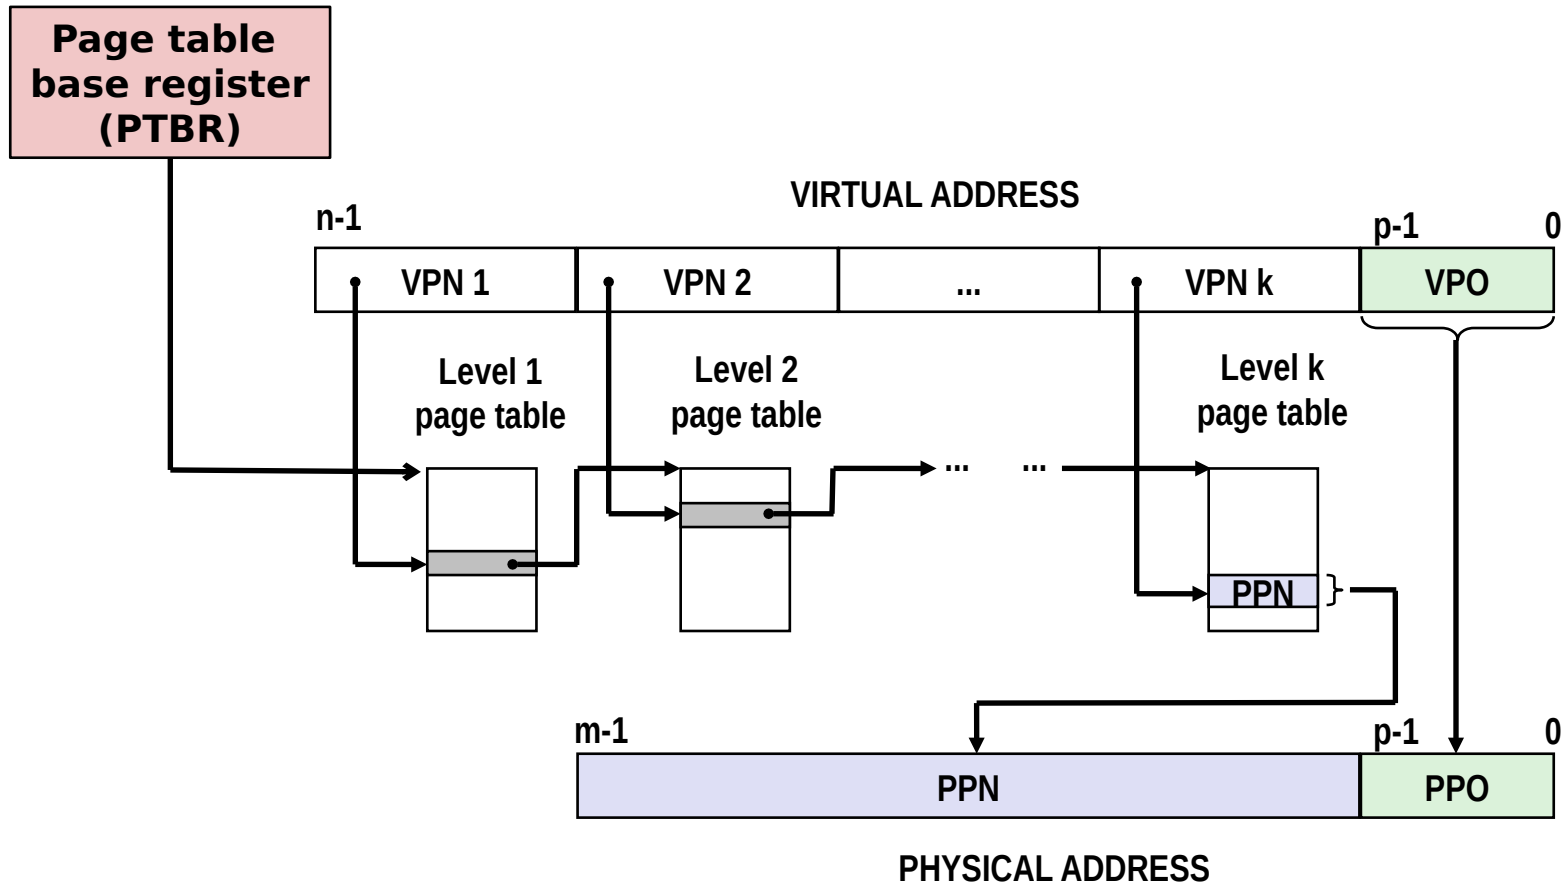 Page table
base register
(PTBR)
VIRTUAL ADDRESS
n-1
p-1
0
VPN 1
VPN 2
...
VPN k
VPO
Level 1
page table
Level 2
page table
Level k
page table
...
...
PPN
m-1
p-1
0
PPN
PPO
PHYSICAL ADDRESS